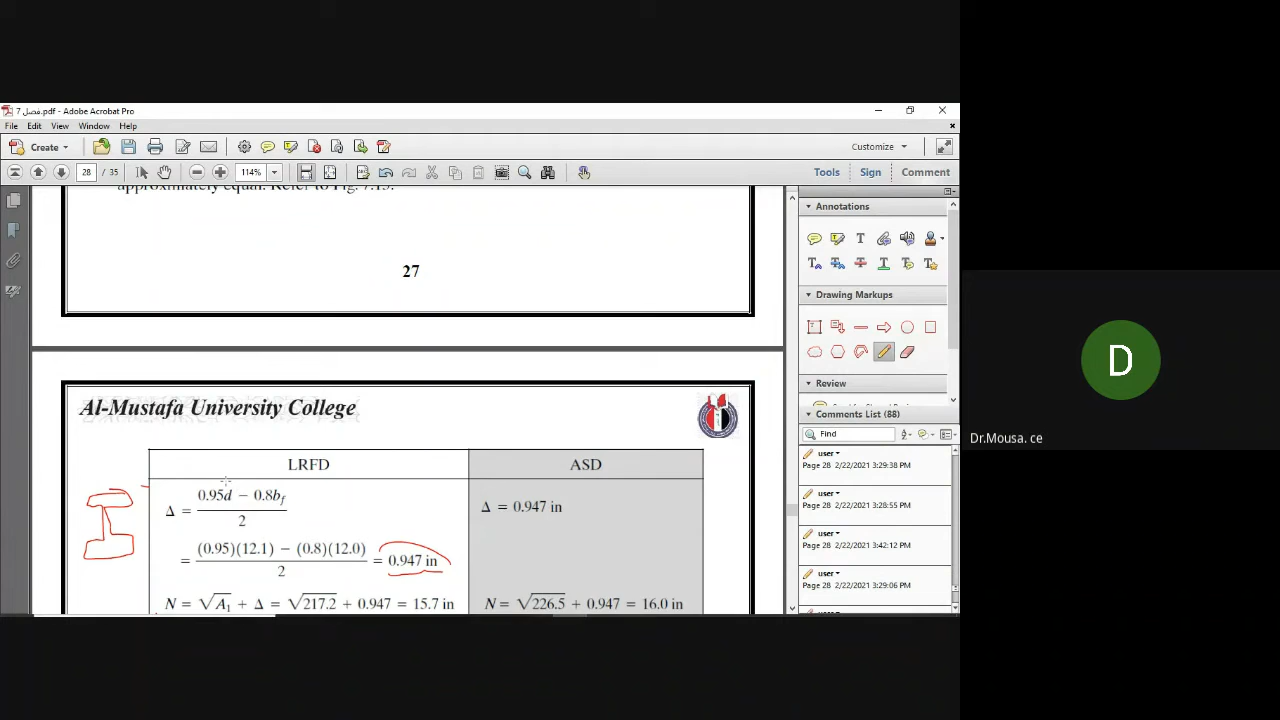 فصل 7.pdf - Adobe Acrobat Pro
File Edit View Window Help
Create
Customize
28 / 35
114%
Tools Sign Comment
approximately equal. Refer to Fig. 7.15.
27
Al-Mustafa University College
LRFD ASD
Δ = (0.95d − 0.8b_f) / 2
Δ = 0.947 in
= ((0.95)(12.1) − (0.8)(12.0)) / 2 = 0.947 in
N = √A₁ + Δ = √217.2 + 0.947 = 15.7 in
N = √226.5 + 0.947 = 16.0 in
Annotations
Drawing Markups
Review
Comments List (88)
Find
user
Page 28 2/22/2021 3:29:38 PM
user
Page 28 2/22/2021 3:28:55 PM
user
Page 28 2/22/2021 3:42:12 PM
user
Page 28 2/22/2021 3:29:06 PM
user
D
Dr.Mousa. ce